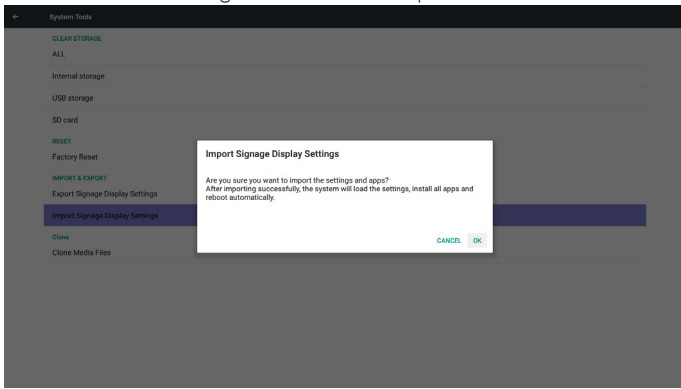 System Tools
CLEAR STORAGE
ALL
Internal storage
USB storage
SD card
RESET
Factory Reset
IMPORT & EXPORT
Export Signage Display Settings
Import Signage Display Settings
Clone
Clone Media Files
Import Signage Display Settings
Are you sure you want to import the settings and apps?
After importing successfully, the system will load the settings, install all apps and
reboot automatically.
CANCEL OK